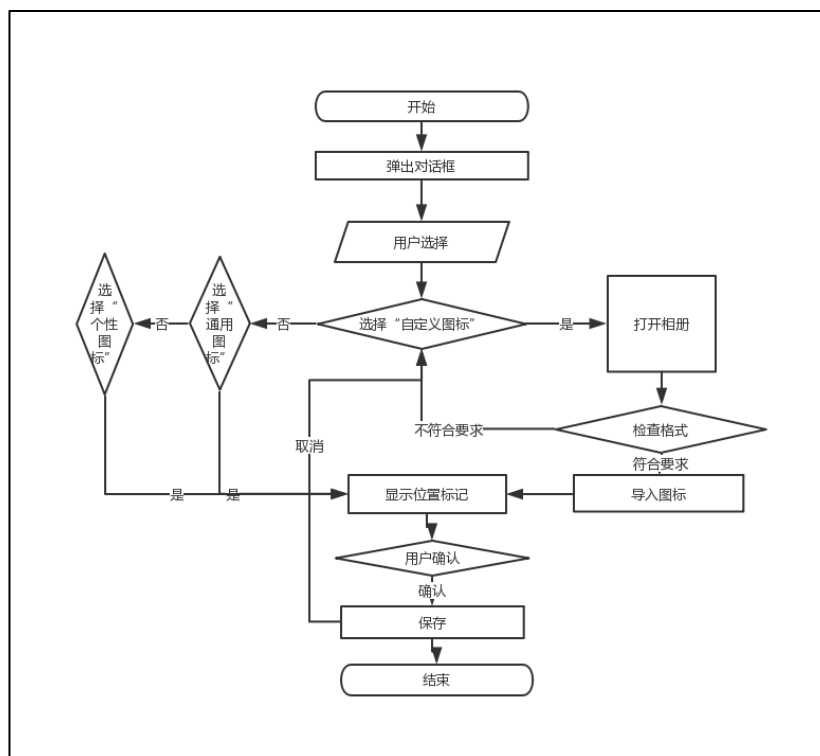 开始
弹出对话框
用户选择
选择“自定义图标”
否
是
打开相册
选
择“
通用
图
标”
否
选
择“
个性
图
标”
检查格式
不符合要求
符合要求
取消
导入图标
显示位置标记
是
是
用户确认
确认
保存
结束